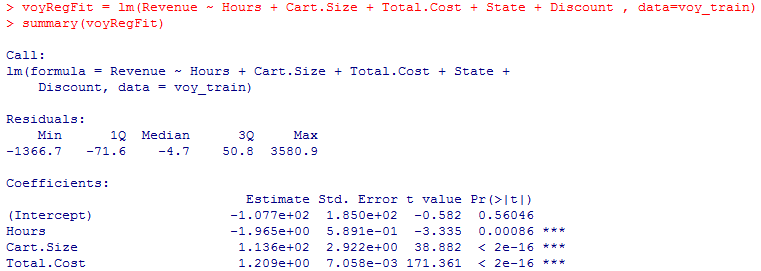 > voyRegFit = lm(Revenue ~ Hours + Cart.Size + Total.Cost + State + Discount , data=voy_train)
> summary(voyRegFit)
Call:
lm(formula = Revenue ~ Hours + Cart.Size + Total.Cost + State +
Discount, data = voy_train)
Residuals:
Min 1Q Median 3Q Max
-1366.7 -71.6 -4.7 50.8 3580.9
Coefficients:
Estimate Std. Error t value Pr(>|t|)
(Intercept) -1.077e+02 1.850e+02 -0.582 0.56046
Hours -1.965e+00 5.891e-01 -3.335 0.00086 ***
Cart.Size 1.136e+02 2.922e+00 38.882 < 2e-16 ***
Total.Cost 1.209e+00 7.058e-03 171.361 < 2e-16 ***